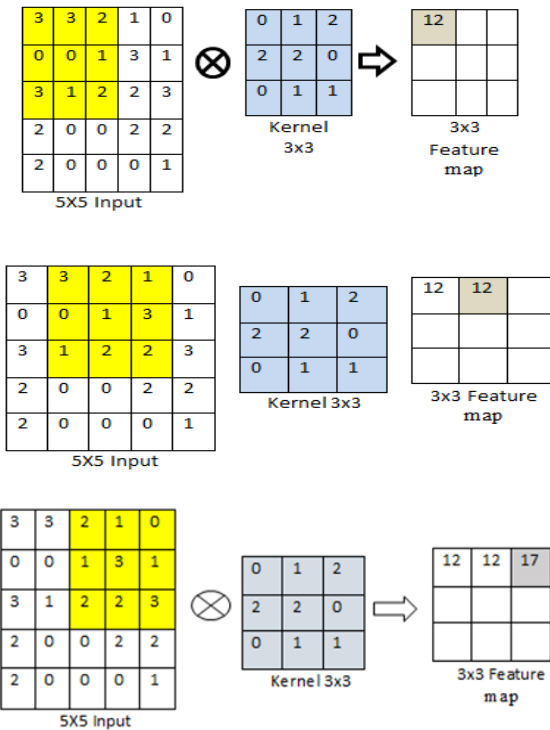 3 3 2 1 0 0 1 2 12
0 0 1 3 1 2 2 0
3 1 2 2 3 0 1 1
2 0 0 2 2 Kernel 3x3
2 0 0 0 1 3x3 Feature
5X5 Input map
3 3 2 1 0 0 1 2 12 12
0 0 1 3 1 2 2 0
3 1 2 2 3 0 1 1
2 0 0 2 2 Kernel 3x3 3x3 Feature
2 0 0 0 1 map
5X5 Input
3 3 2 1 0 0 1 2 12 12 17
0 0 1 3 1 2 2 0
3 1 2 2 3 0 1 1
2 0 0 2 2 Kernel 3x3 3x3 Feature
2 0 0 0 1 map
5X5 Input